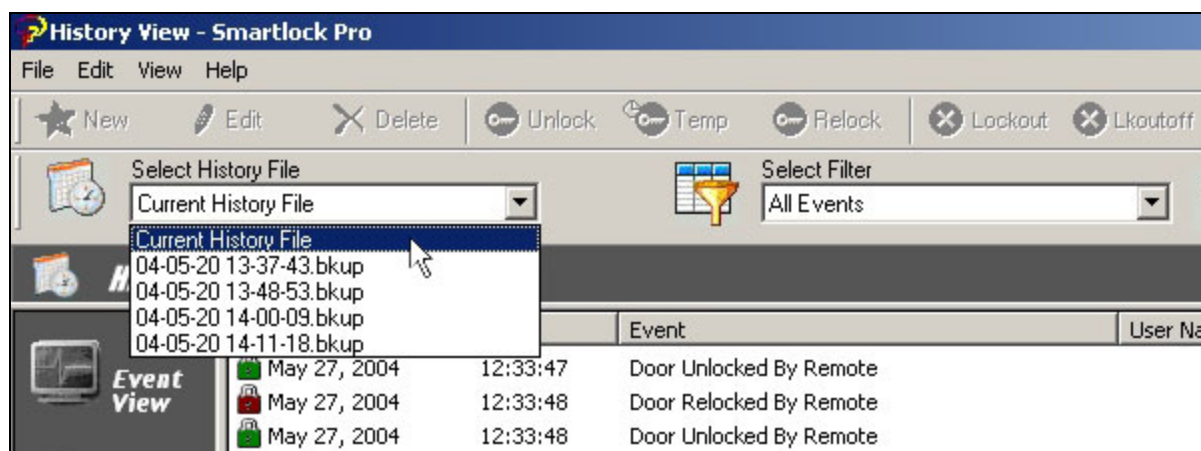 History View - Smartlock Pro
File Edit View Help
New Edit Delete Unlock Temp Relock Lockout Lkoutoff
Select History File Select Filter
Current History File All Events
Current History File
04-05-20 13-37-43.bkup
04-05-20 13-48-53.bkup
04-05-20 14-00-09.bkup
04-05-20 14-11-18.bkup
Event
Event View
May 27, 2004 12:33:47 Door Unlocked By Remote
May 27, 2004 12:33:48 Door Relocked By Remote
May 27, 2004 12:33:48 Door Unlocked By Remote